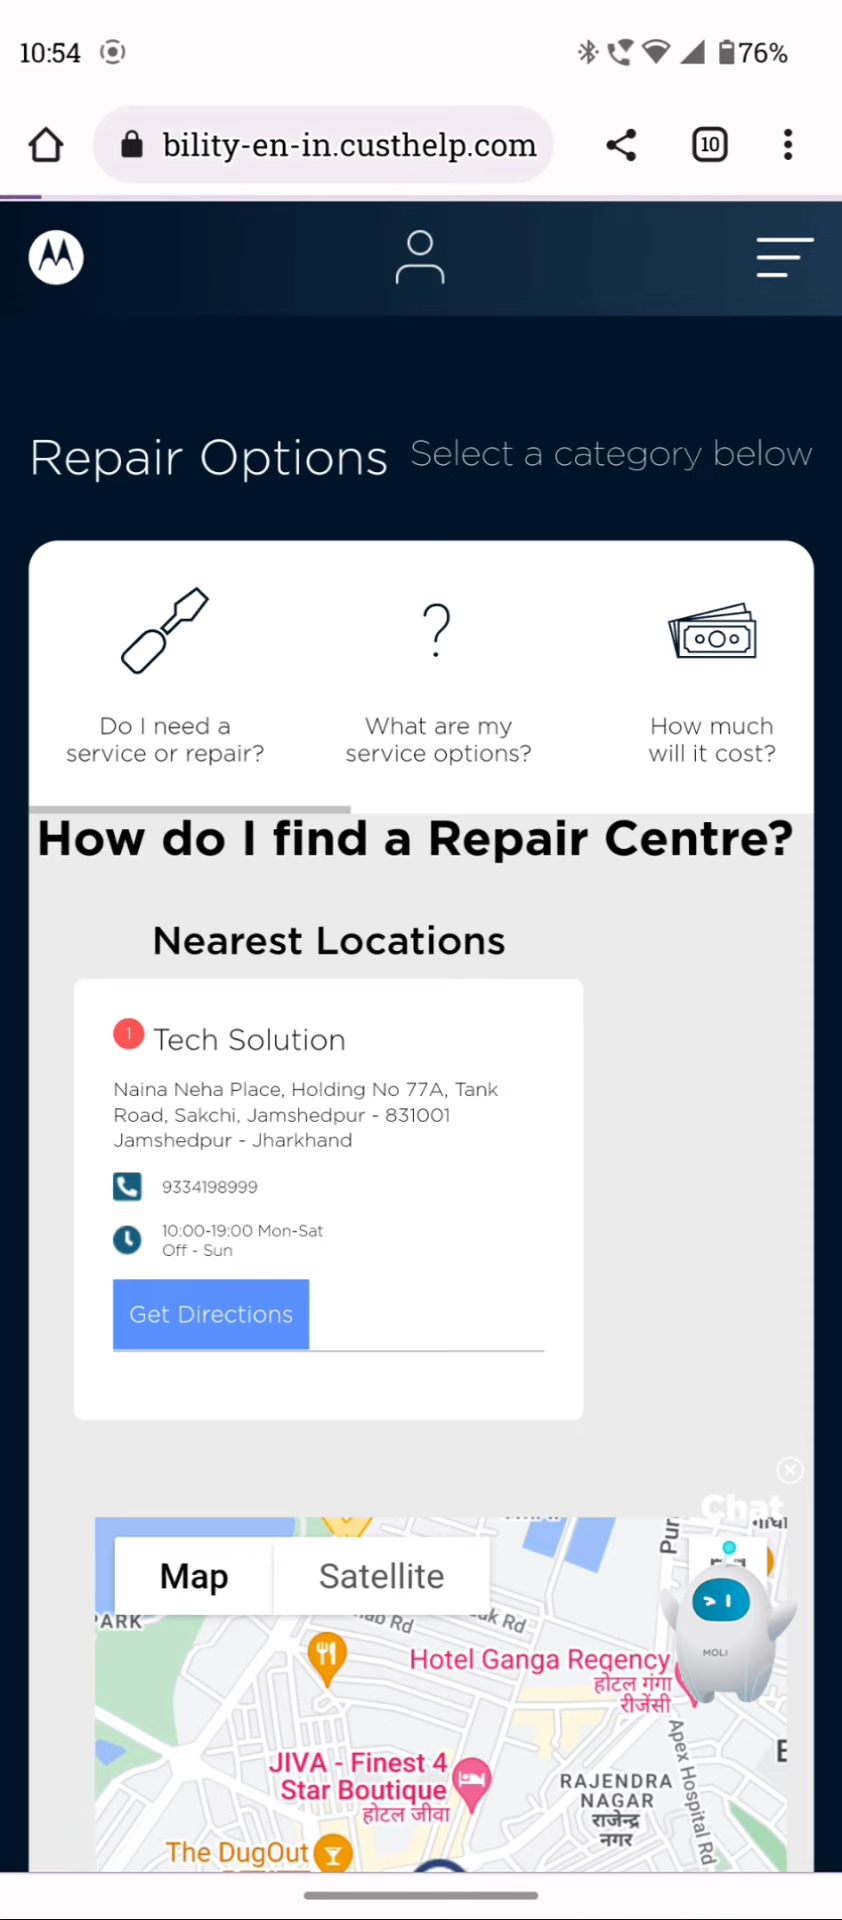 10:54
76%
bility-en-in.custhelp.com
10
Repair Options Select a category below
Do I need a
service or repair?
What are my
service options?
How much
will it cost?
How do I find a Repair Centre?
Nearest Locations
1 Tech Solution
Naina Neha Place, Holding No 77A, Tank
Road, Sakchi, Jamshedpur - 831001
Jamshedpur - Jharkhand
9334198999
10:00-19:00 Mon-Sat
Off - Sun
Get Directions
Chat
Map
Satellite
PARK
Rd
Rd
MOLI
Hotel Ganga Regency
होटल गंगा
रीजेंसी
JIVA - Finest 4
Star Boutique
होटल जीवा
RAJENDRA
NAGAR
राजेन्द्र
नगर
Apex Hospital Rd
The DugOut